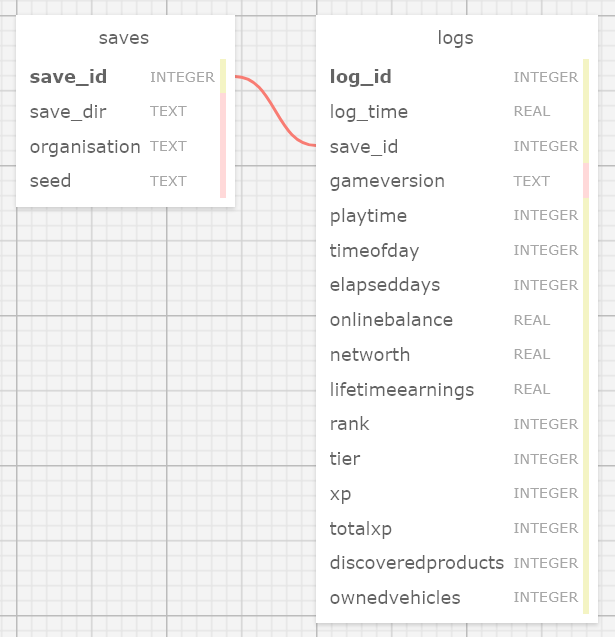 saves
save_id INTEGER
save_dir TEXT
organisation TEXT
seed TEXT
logs
log_id INTEGER
log_time REAL
save_id INTEGER
gameversion TEXT
playtime INTEGER
timeofday INTEGER
elapseddays INTEGER
onlinebalance REAL
networth REAL
lifetimeearnings REAL
rank INTEGER
tier INTEGER
xp INTEGER
totalxp INTEGER
discoveredproducts INTEGER
ownedvehicles INTEGER